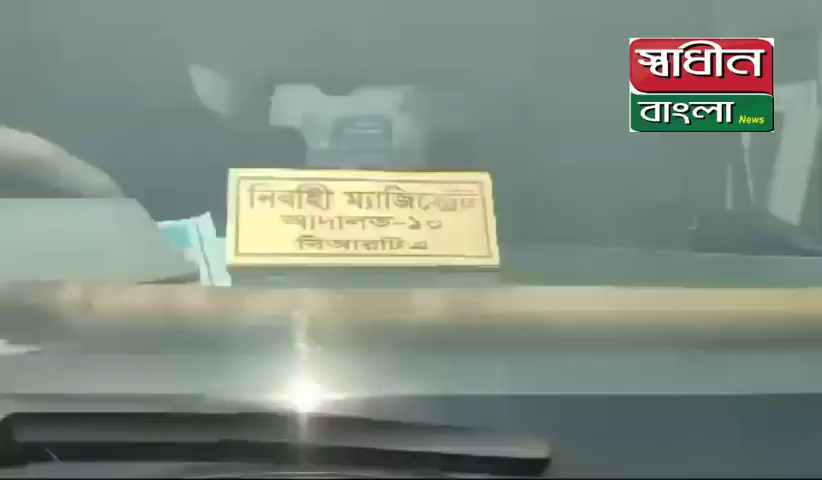 স্বাধীন
বাংলা News
নির্বাহী ম্যাজিস্ট্রেট
আদালত-১০
বিআরটিএ